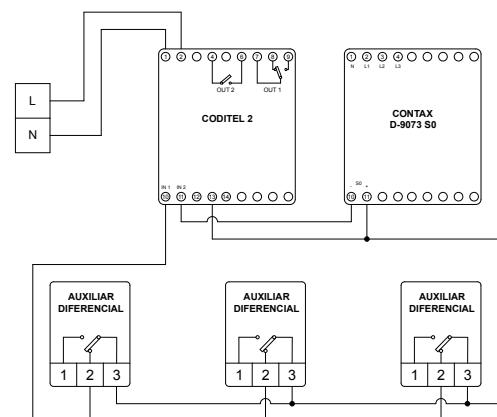 1 2 4 6 7 8 9
OUT 2 OUT 1
L
N
CODITEL 2
IN 1 IN 2
10 11 12 13 14
1 2 3 4
N L1 L2 L3
CONTAX
D-9073 S0
- S0 +
10 11
AUXILIAR
DIFERENCIAL
1 2 3
AUXILIAR
DIFERENCIAL
1 2 3
AUXILIAR
DIFERENCIAL
1 2 3